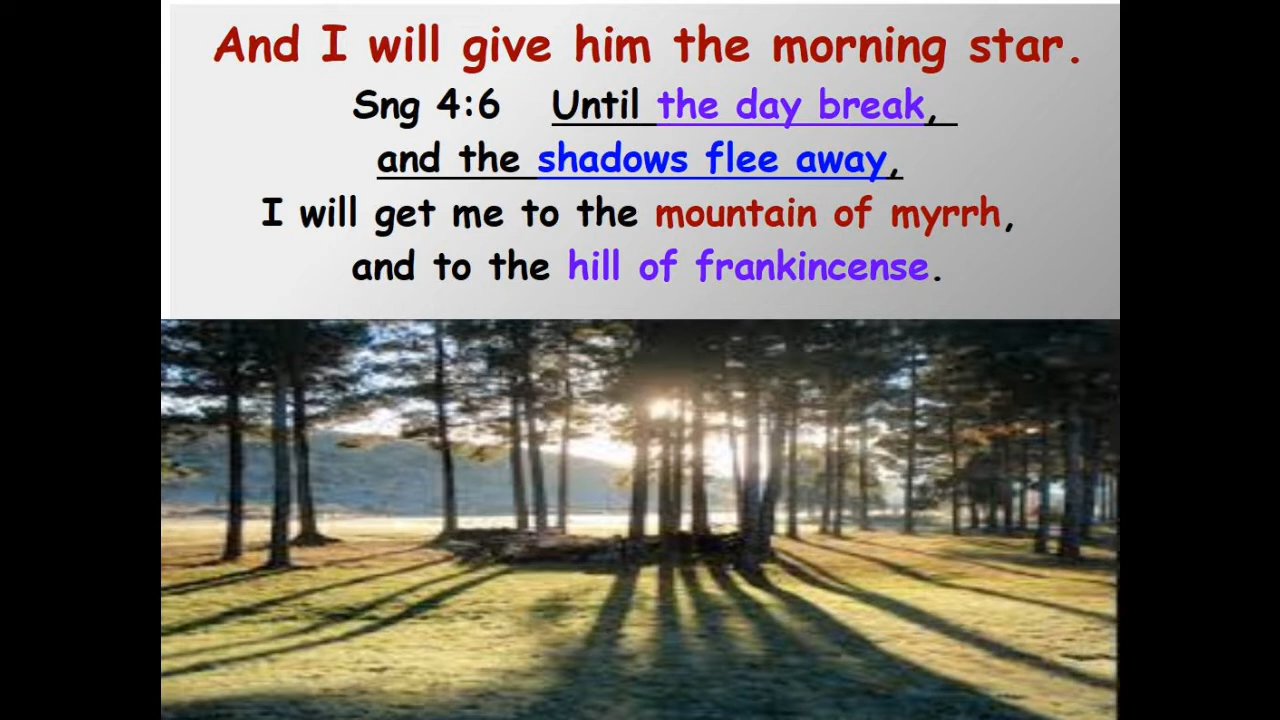 And I will give him the morning star.
Sng 4:6 Until the day break,
and the shadows flee away,
I will get me to the mountain of myrrh,
and to the hill of frankincense.